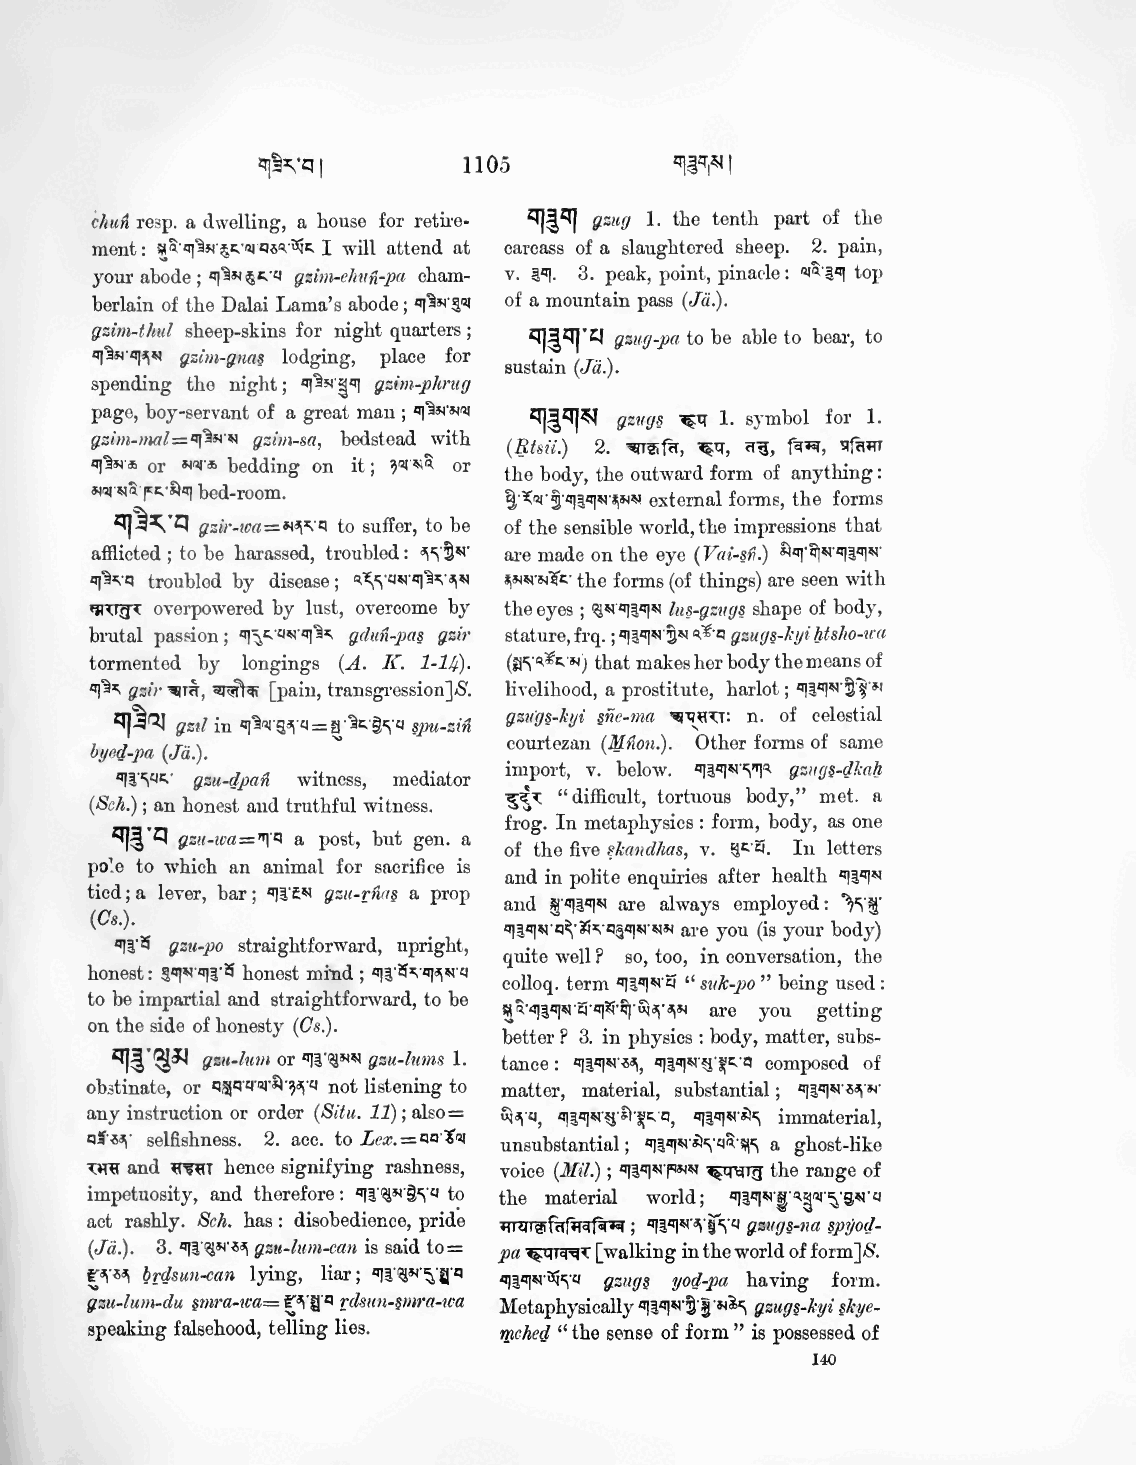 གཟིར་བ། 1105 གཟུགས།
chuṅ resp. a dwelling, a house for retire-
ment: སྐུའི་གཟིམ་ཆུང་ལ་བཅར་ཡོང I will attend at
your abode; གཟིམ་ཆུང་པ gzim-chuṅ-pa cham-
berlain of the Dalai Lama's abode; གཟིམ་ཐུལ
gzim-thul sheep-skins for night quarters;
གཟིམ་གནས gzim-gnas̱ lodging, place for
spending the night; གཟིམ་ཕྲུག gzim-phrug
page, boy-servant of a great man; གཟིམ་མལ
gzim-mal=གཟིམ་ས gzim-sa, bedstead with
གཟིམ་ཆ or མལ་ཆ bedding on it; ཉལ་སའི or
མལ་སའི་ཁང་མིག bed-room.
གཟིར་བ gzir-wa=མནར་བ to suffer, to be
afflicted; to be harassed, troubled: ནད་ཀྱིས་
གཟིར་བ troubled by disease; འདོད་པས་གཟིར་ནས
स्मरातुर overpowered by lust, overcome by
brutal passion; གདུང་པས་གཟིར gduṅ-pas̱ gzir
tormented by longings (A. K. 1-14).
གཟིར gzir आर्त, व्यलीक [pain, transgression]S.
གཟིལ gzil in གཟིལ་བྱེད་པ=སྤུ་ཟིང་བྱེད་པ s̱pu-ziṅ
byeḏ-pa (Jä.).
གཟུ་དཔང་ gzu-ḏpaṅ witness, mediator
(Sch.); an honest and truthful witness.
གཟུ་བ gzu-wa=ཀ་བ a post, but gen. a
pole to which an animal for sacrifice is
tied; a lever, bar; གཟུ་རྔས gzu-ṟṅas̱ a prop
(Cs.).
གཟུ་བོ gzu-po straightforward, upright,
honest: ཐུགས་གཟུ་བོ honest mind; གཟུ་བོར་གནས་པ
to be impartial and straightforward, to be
on the side of honesty (Cs.).
གཟུ་ལུམ gzu-lum or གཟུ་ལུམས gzu-lums 1.
obstinate, or བསྒོ་བ་ལ་མི་ཉན་པ not listening to
any instruction or order (Situ. 11); also=
selfishness. 2. acc. to Lex.=བབ་ཅོལ
रभस and सहसा hence signifying rashness,
impetuosity, and therefore: གཟུ་ལུམ་བྱེད་པ to
act rashly. Sch. has: disobedience, pride
(Jä.). 3. གཟུ་ལུམ་ཅན gzu-lum-can is said to=
རྫུན་ཅན ḇṟdsun-can lying, liar; གཟུ་ལུམ་དུ་སྨྲ་བ
gzu-lum-du s̱mra-wa=རྫུན་སྨྲ་བ ṟdsun-s̱mra-wa
speaking falsehood, telling lies.
གཟུག gzug 1. the tenth part of the
carcass of a slaughtered sheep. 2. pain,
v. ཟུག. 3. peak, point, pinacle: ལའི་ཟུག top
of a mountain pass (Jä.).
གཟུག་པ gzug-pa to be able to bear, to
sustain (Jä.).
གཟུགས gzugs̱ रूप 1. symbol for 1.
(Ṟtsii.) 2. आकृति, रूप, तनु, बिम्ब, प्रतिमा
the body, the outward form of anything:
ཕྱི་རོལ་གྱི་གཟུགས་རྣམས external forms, the forms
of the sensible world, the impressions that
are made on the eye (Vai-s̱ñ.) མིག་གིས་གཟུགས་
རྣམས་མཐོང་ the forms (of things) are seen with
the eyes; ལུས་གཟུགས lus̱-gzugs̱ shape of body,
stature, frq.; གཟུགས་ཀྱིས་འཚོ་བ gzugs̱-kyi ḥtsho-wa
(སྨད་འཚོང་མ) that makes her body the means of
livelihood, a prostitute, harlot; གཟུགས་ཀྱི་སྙེ་མ
gzugs̱-kyi s̱ñe-ma अप्सराः n. of celestial
courtezan (M̱ṅon.). Other forms of same
import, v. below. གཟུགས་དཀའ gzugs̱-ḏkaḥ
दुर्दुर "difficult, tortuous body," met. a
frog. In metaphysics: form, body, as one
of the five s̱kandhas, v. ཕུང་པོ. In letters
and in polite enquiries after health གཟུགས
and སྐུ་གཟུགས are always employed: ཉིད་སྐུ་
གཟུགས་བདེ་མོར་བཞུགས་སམ are you (is your body)
quite well? so, too, in conversation, the
colloq. term གཟུགས་པོ "suk-po" being used:
སྐུའི་གཟུགས་པོ་གསོ་གི་ཡིན་ནམ are you getting
better? 3. in physics: body, matter, subs-
tance: གཟུགས་ཅན, གཟུགས་སུ་རུང་བ composed of
matter, material, substantial; གཟུགས་ཅན་མ་
ཡིན་པ, གཟུགས་སུ་མི་རུང་བ, གཟུགས་མེད immaterial,
unsubstantial; གཟུགས་མེད་པའི་སྐད a ghost-like
voice (Mil.); གཟུགས་ཁམས रूपधातु the range of
the material world; གཟུགས་སྒྱུ་འཕྲུལ་དུ་བྱས་པ
मायाकृतिमिवबिम्ब; གཟུགས་ན་སྤྱོད་པ gzugs̱-na s̱pyoḏ-
pa रूपावचर [walking in the world of form]S.
གཟུགས་ཡོད་པ gzugs̱ yoḏ-pa having form.
Metaphysically གཟུགས་ཀྱི་སྐྱེ་མཆེད gzugs̱-kyi s̱kye-
m̱cheḏ "the sense of form" is possessed of
140